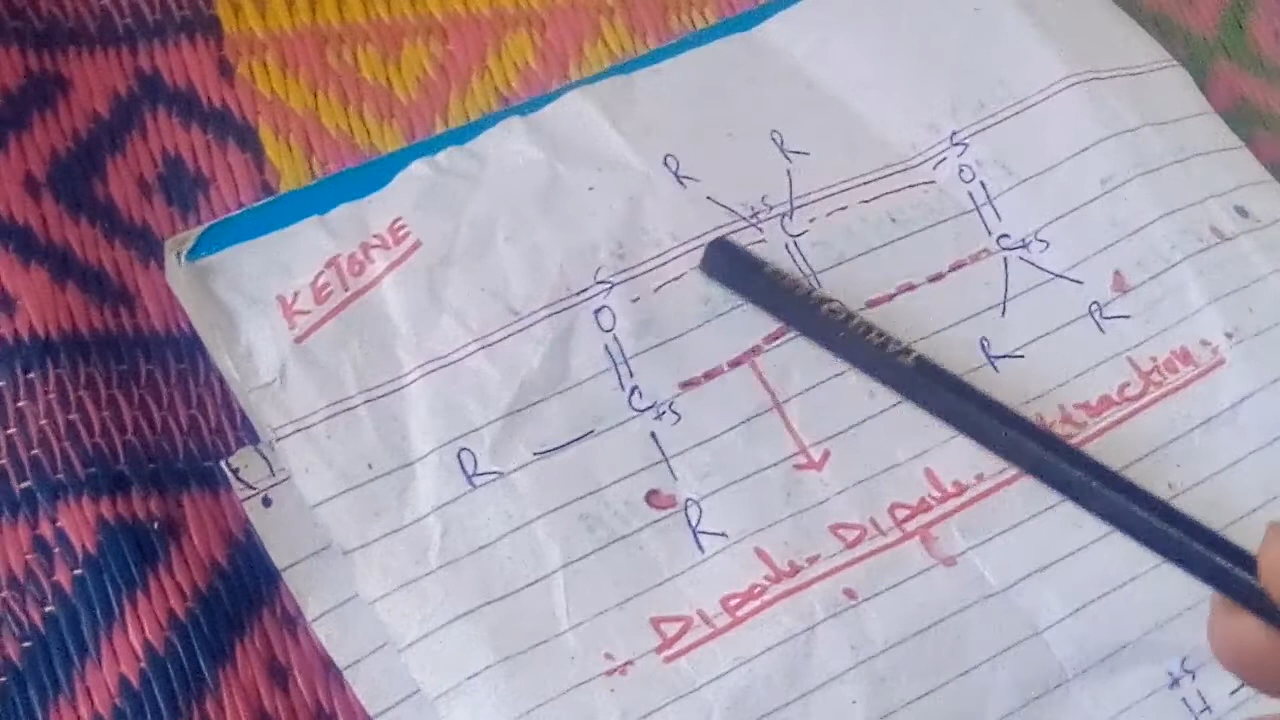 KETONE
R R
+S C
S
O
C +S
R R
-S
O
C +S
R R
Dipole-Dipole
+S
H